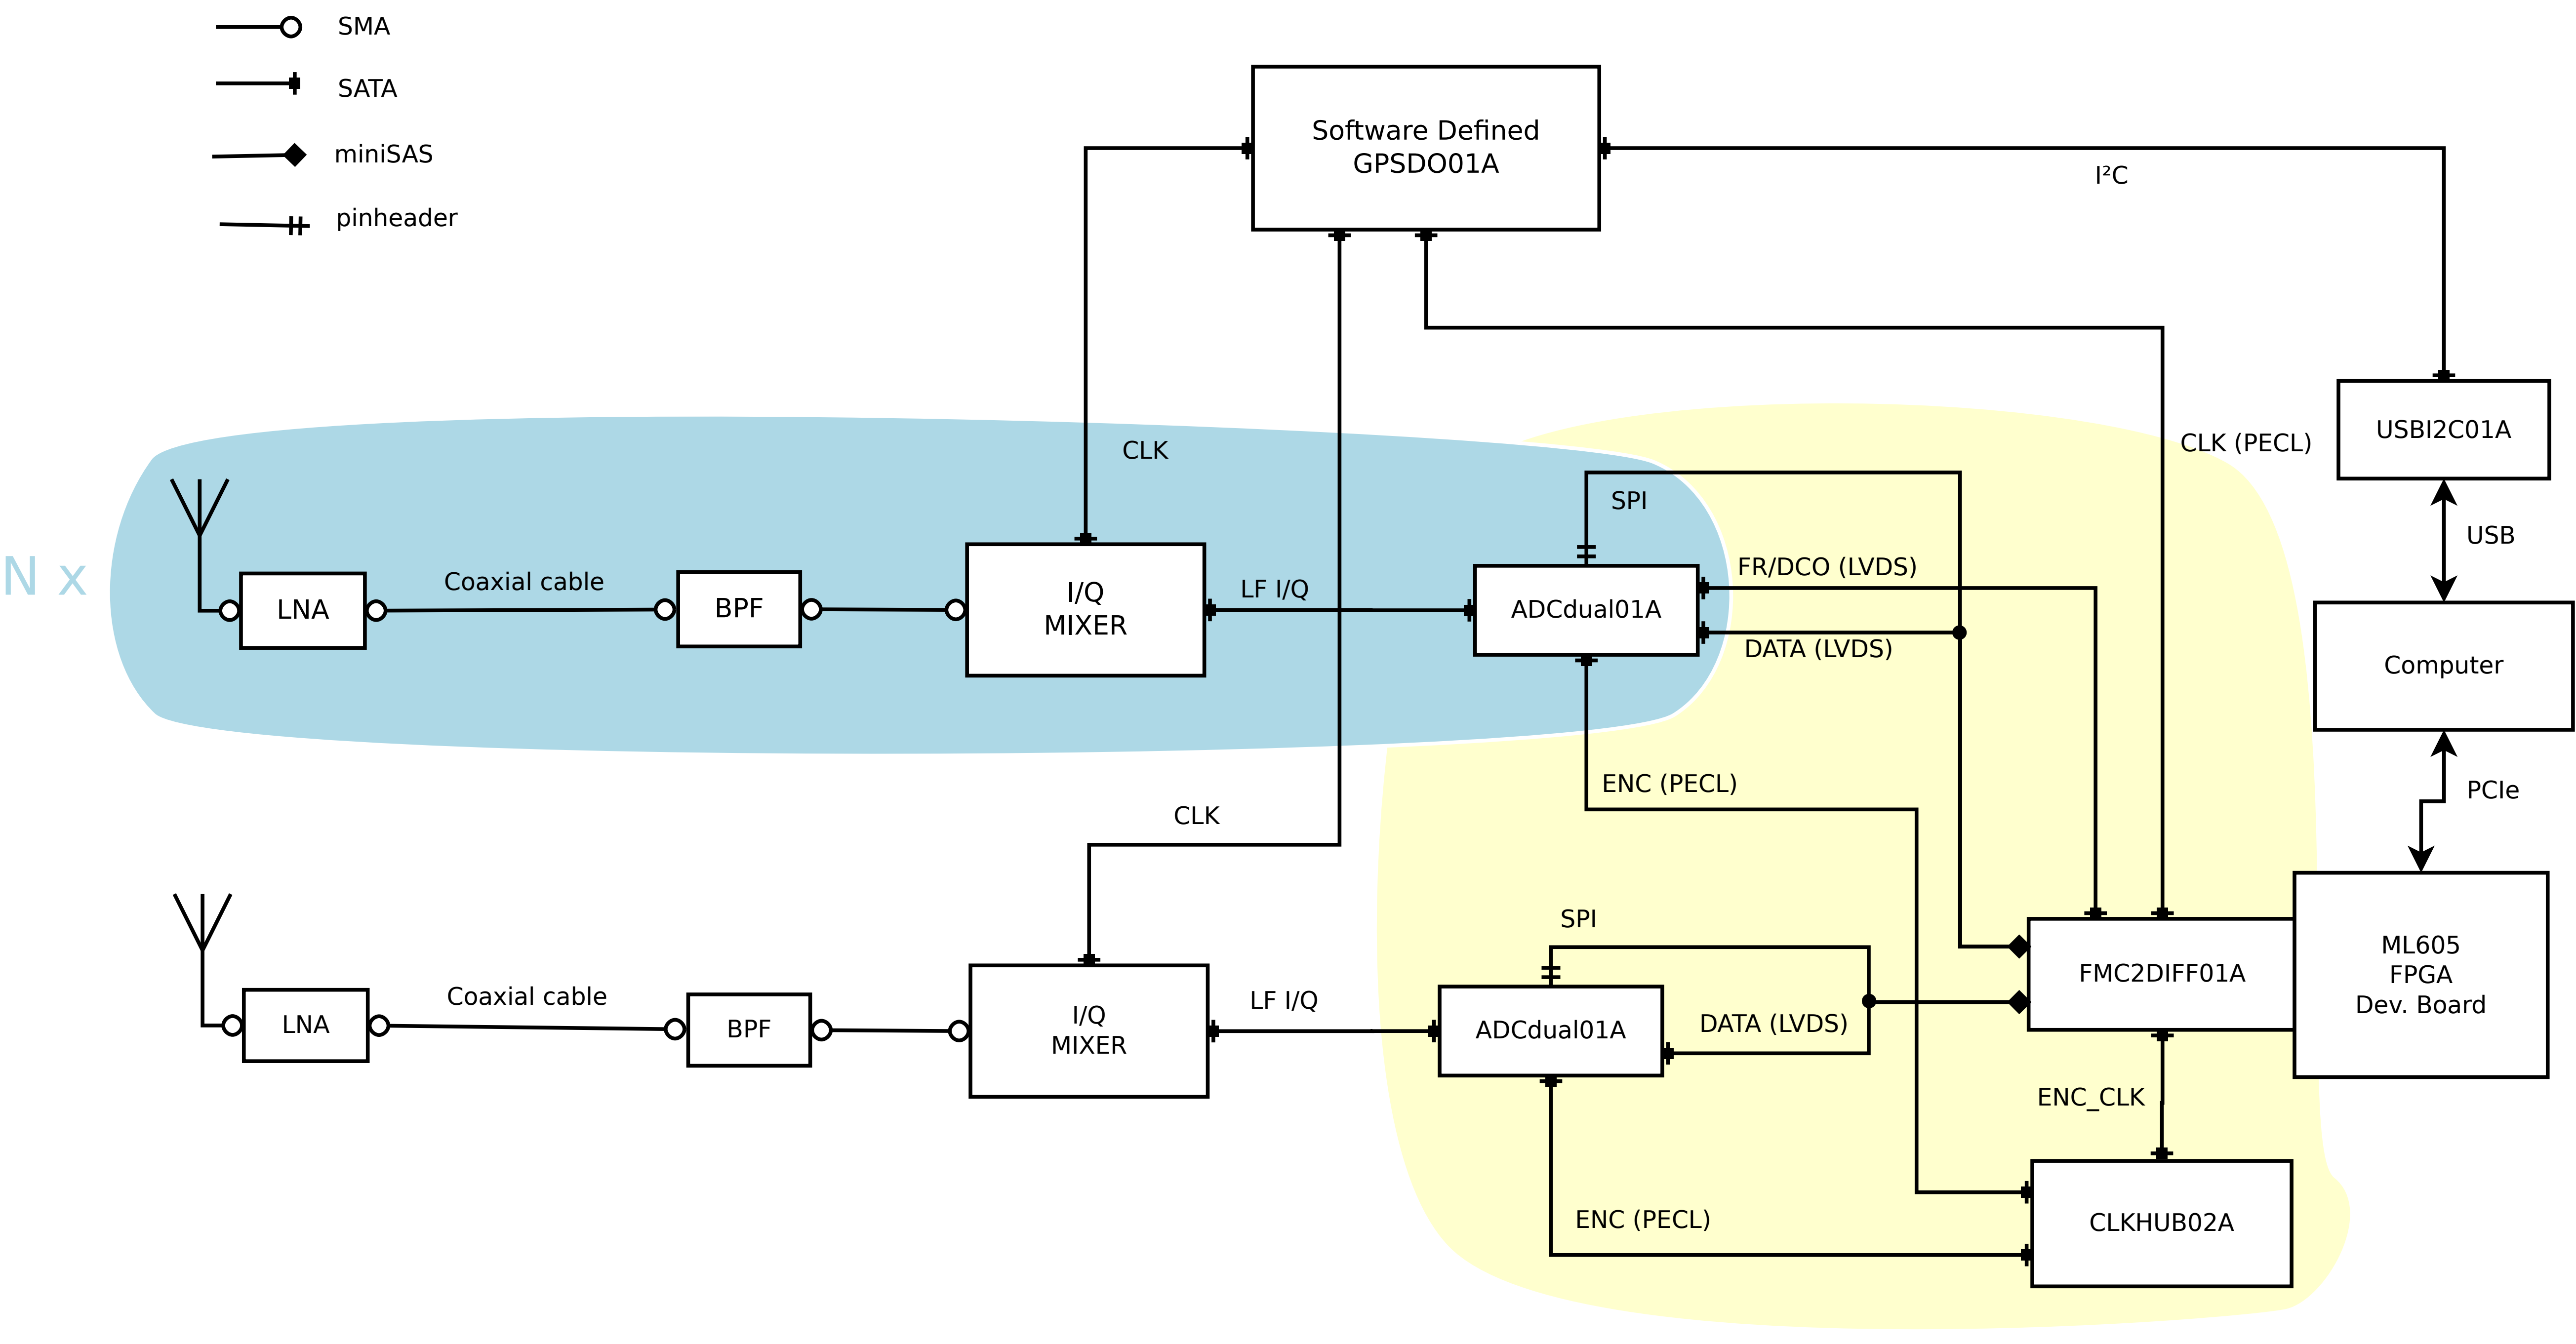 SMA
SATA
miniSAS
pinheader
Software Defined
GPSDO01A
I²C
USBI2C01A
CLK (PECL)
CLK
SPI
USB
N x
LNA
Coaxial cable
BPF
I/Q
MIXER
LF I/Q
ADCdual01A
FR/DCO (LVDS)
DATA (LVDS)
Computer
ENC (PECL)
PCIe
CLK
SPI
LNA
Coaxial cable
BPF
I/Q
MIXER
LF I/Q
ADCdual01A
DATA (LVDS)
FMC2DIFF01A
ML605
FPGA
Dev. Board
ENC_CLK
ENC (PECL)
CLKHUB02A